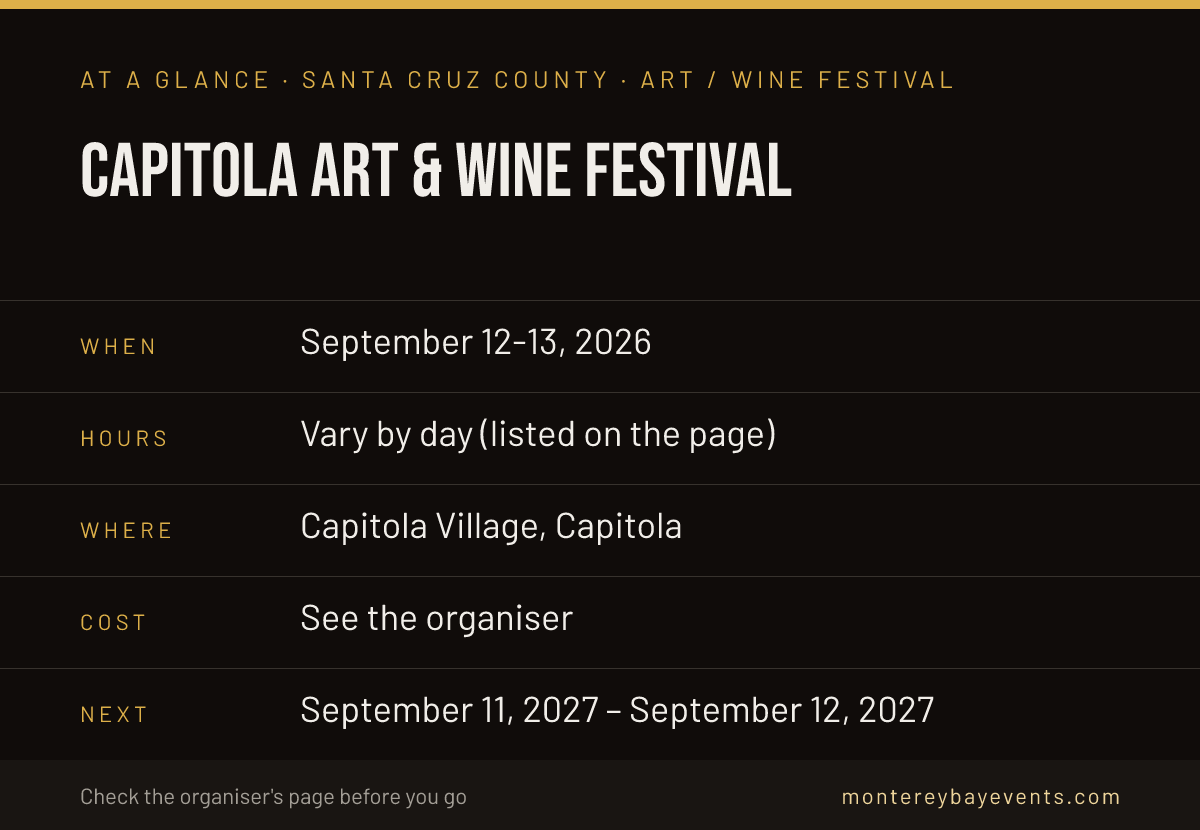 AT A GLANCE · SANTA CRUZ COUNTY · ART / WINE FESTIVAL
CAPITOLA ART & WINE FESTIVAL
WHEN September 12-13, 2026
HOURS Vary by day (listed on the page)
WHERE Capitola Village, Capitola
COST See the organiser
NEXT September 11, 2027 – September 12, 2027
Check the organiser's page before you go montereybayevents.com